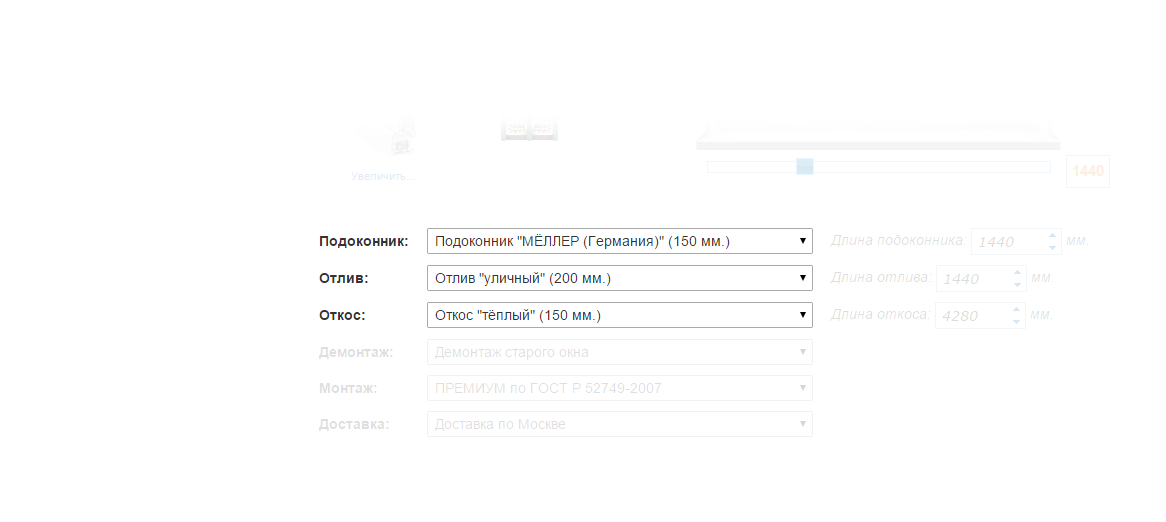 Увеличить...
1440
Подоконник: Подоконник "МЁЛЛЕР (Германия)" (150 мм.) Длина подоконника: 1440 мм.
Отлив: Отлив "уличный" (200 мм.) Длина отлива: 1440 мм.
Откос: Откос "тёплый" (150 мм.) Длина откоса: 4280 мм.
Демонтаж: Демонтаж старого окна
Монтаж: ПРЕМИУМ по ГОСТ Р 52749-2007
Доставка: Доставка по Москве